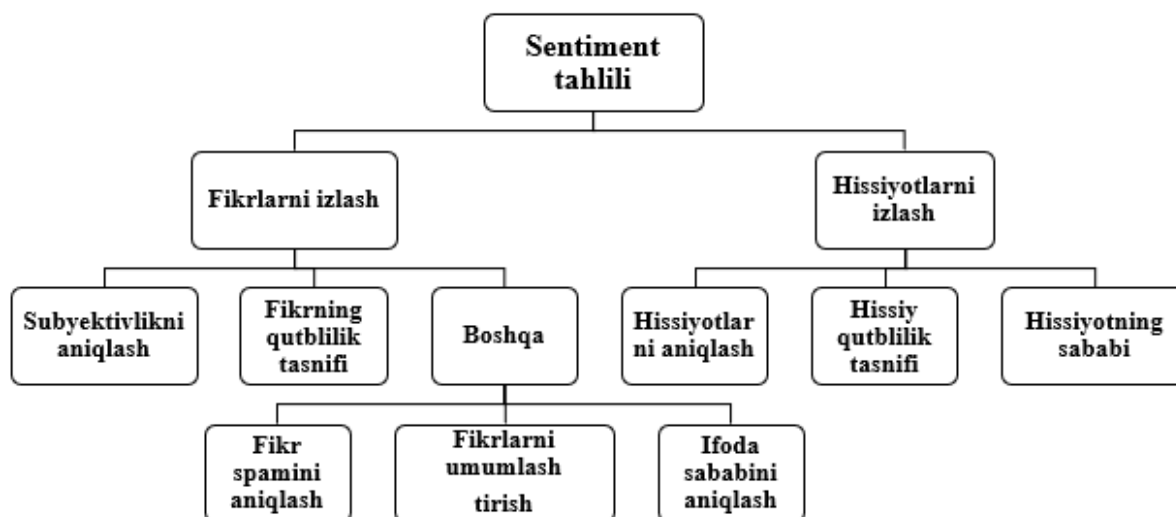 Sentiment
tahlili
Fikrlarni izlash
Hissiyotlarni
izlash
Subyektivlikni
aniqlash
Fikrning
qutblilik
tasnifi
Boshqa
Hissiyotlar
ni aniqlash
Hissiy
qutblilik
tasnifi
Hissiyotning
sababi
Fikr
spamini
aniqlash
Fikrlarni
umumlash
tirish
Ifoda
sababini
aniqlash